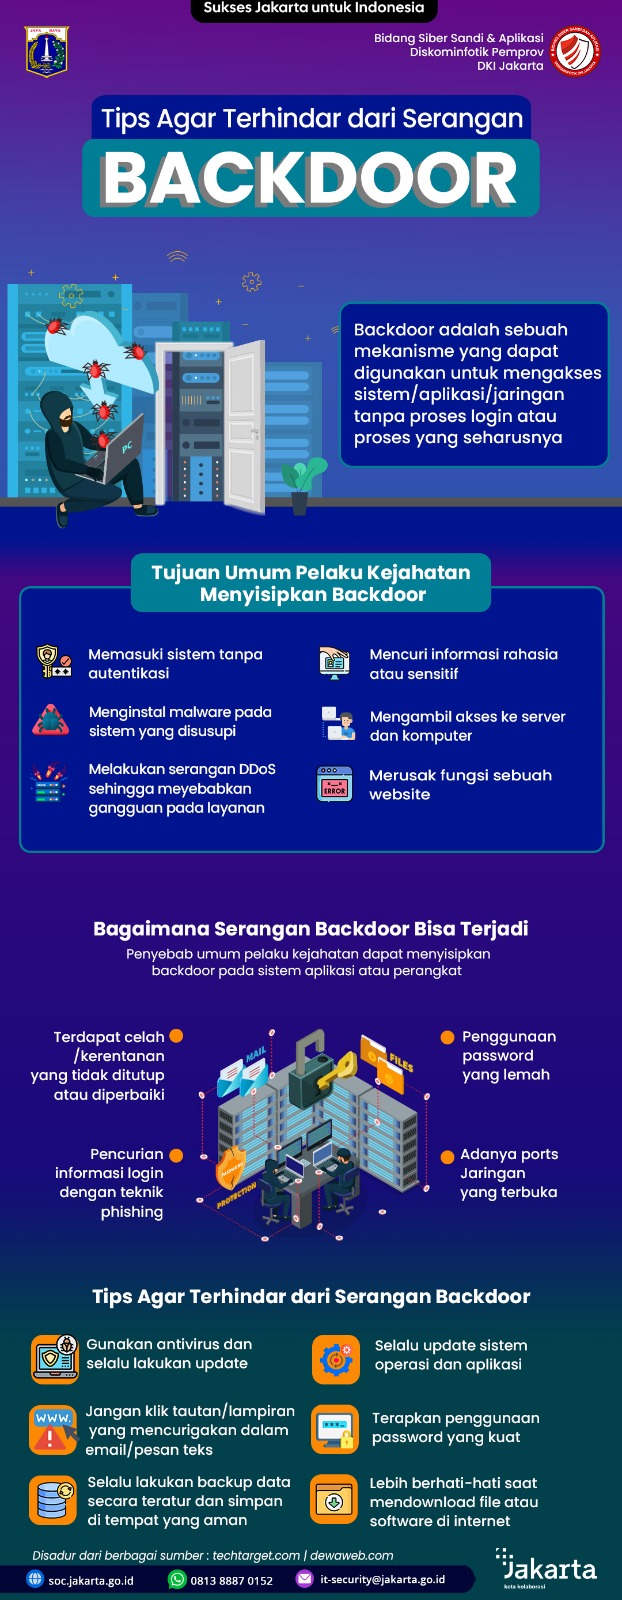 Sukses Jakarta untuk Indonesia
JAYA RAYA
Bidang Siber Sandi & Aplikasi
Diskominfotik Pemprov
DKI Jakarta
Tips Agar Terhindar dari Serangan
BACKDOOR
Backdoor adalah sebuah
mekanisme yang dapat
digunakan untuk mengakses
sistem/aplikasi/jaringan
tanpa proses login atau
proses yang seharusnya
PC
Tujuan Umum Pelaku Kejahatan
Menyisipkan Backdoor
Memasuki sistem tanpa
autentikasi
Mencuri informasi rahasia
atau sensitif
Menginstal malware pada
sistem yang disusupi
Mengambil akses ke server
dan komputer
Melakukan serangan DDoS
sehingga meyebabkan
gangguan pada layanan
Merusak fungsi sebuah
website
ERROR
Bagaimana Serangan Backdoor Bisa Terjadi
Penyebab umum pelaku kejahatan dapat menyisipkan
backdoor pada sistem aplikasi atau perangkat
Terdapat celah
/kerentanan
yang tidak ditutup
atau diperbaiki
MAIL
FILES
Penggunaan
password
yang lemah
Pencurian
informasi login
dengan teknik
phishing
PROTECTION
Adanya ports
Jaringan
yang terbuka
Tips Agar Terhindar dari Serangan Backdoor
Gunakan antivirus dan
selalu lakukan update
Selalu update sistem
operasi dan aplikasi
WWW.
Jangan klik tautan/lampiran
yang mencurigakan dalam
email/pesan teks
Terapkan penggunaan
password yang kuat
Selalu lakukan backup data
secara teratur dan simpan
di tempat yang aman
Lebih berhati-hati saat
mendownload file atau
software di internet
Disadur dari berbagai sumber : techtarget.com | dewaweb.com
soc.jakarta.go.id
0813 8887 0152
it-security@jakarta.go.id
Jakarta
kota kolaborasi